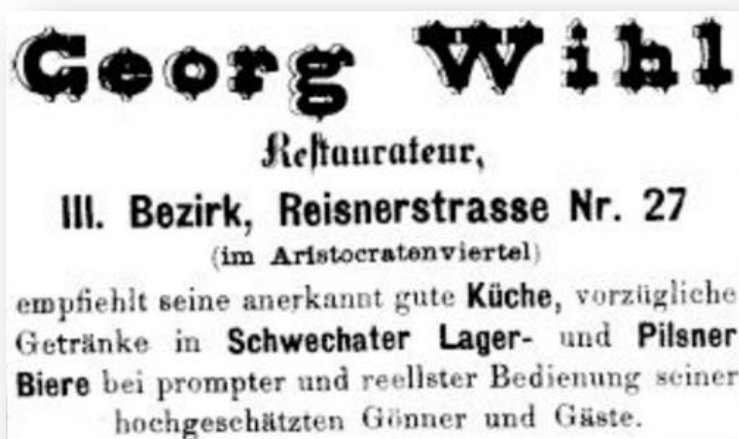 Georg Wihl
Restaurateur,
III. Bezirk, Reisnerstrasse Nr. 27
(im Aristocratenviertel)
empfiehlt seine anerkannt gute Küche, vorzügliche
Getränke in Schwechater Lager- und Pilsner
Biere bei prompter und reellster Bedienung seiner
hochgeschätzten Gönner und Gäste.